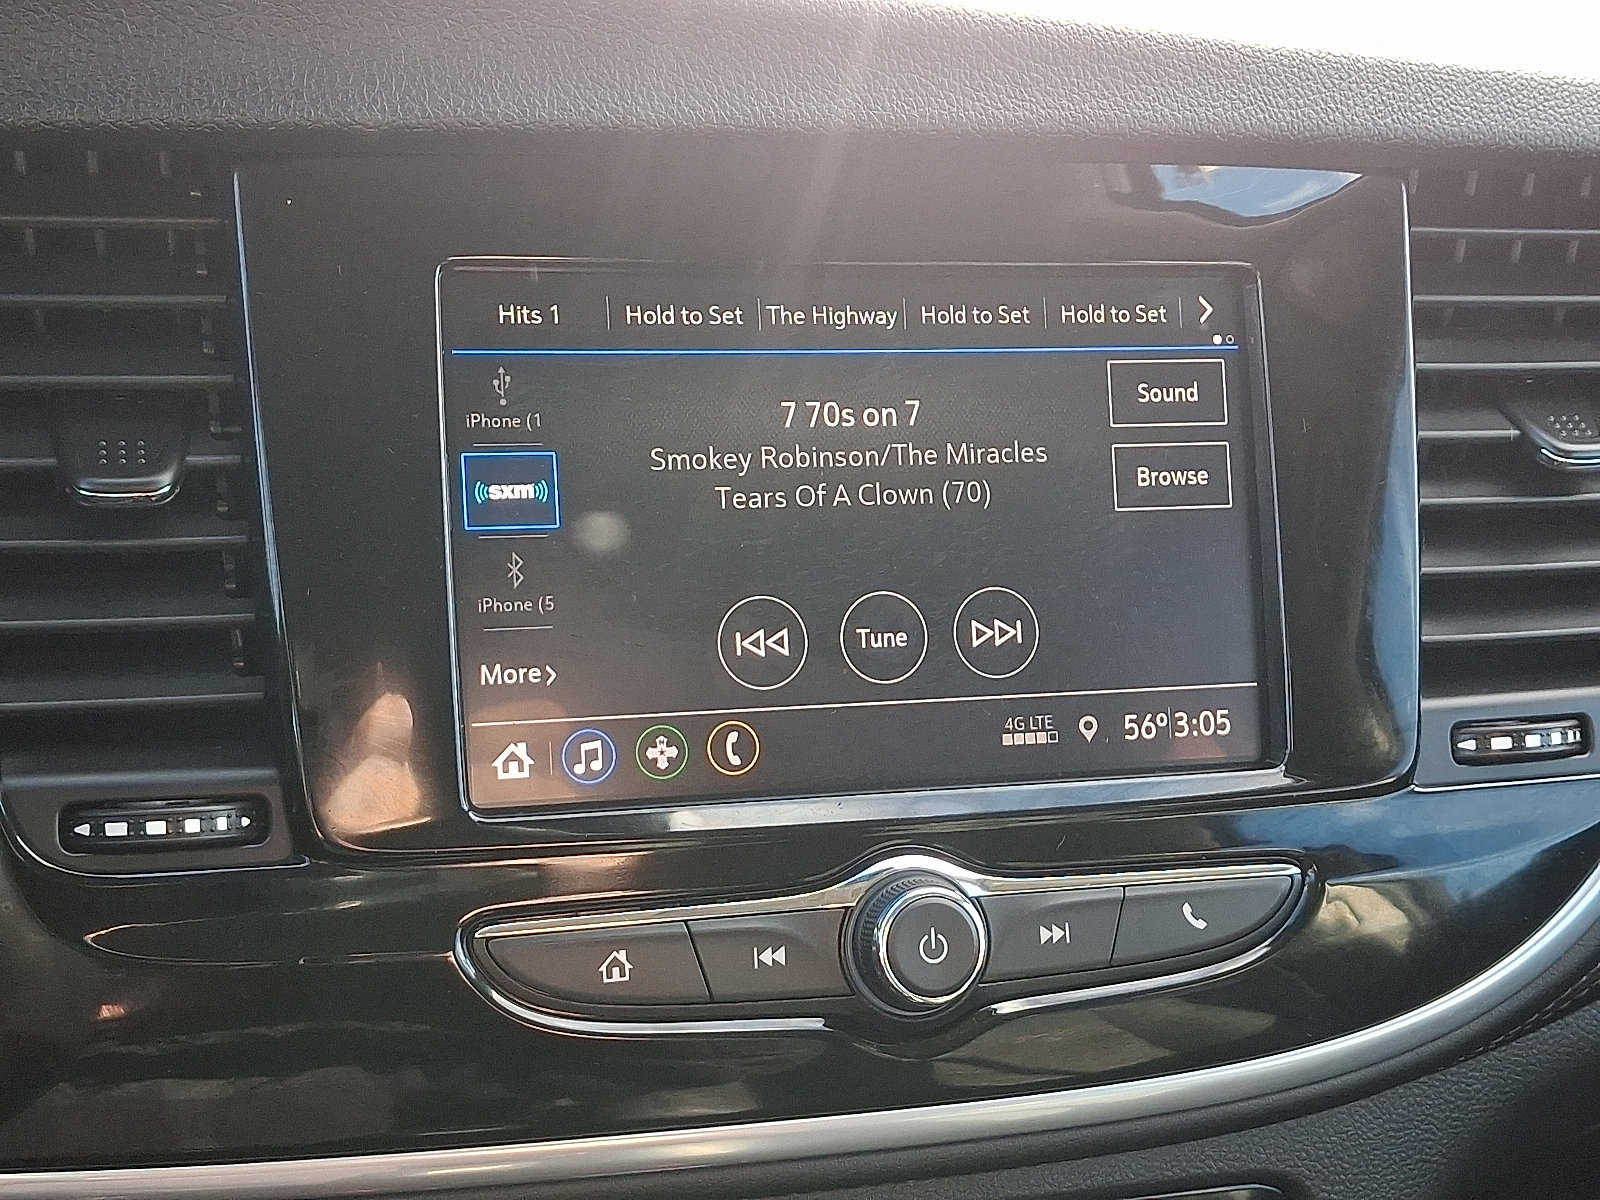 Hits 1
Hold to Set
The Highway
Hold to Set
Hold to Set
iPhone (1
sxm
iPhone (5
More
7 70s on 7
Smokey Robinson/The Miracles
Tears Of A Clown (70)
Sound
Browse
Tune
4G LTE
56° 3:05